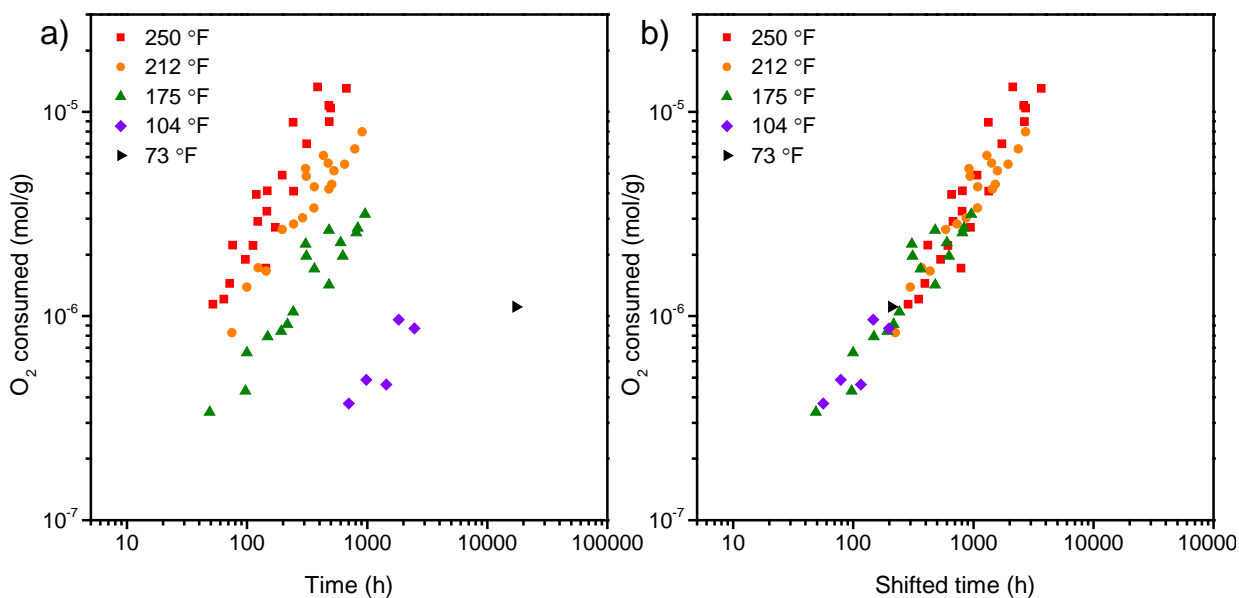 a)
250 °F
212 °F
175 °F
104 °F
73 °F
10⁻⁵
10⁻⁶
10⁻⁷
O₂ consumed (mol/g)
10 100 1000 10000 100000
Time (h)
b)
250 °F
212 °F
175 °F
104 °F
73 °F
10⁻⁵
10⁻⁶
10⁻⁷
O₂ consumed (mol/g)
10 100 1000 10000 10000
Shifted time (h)